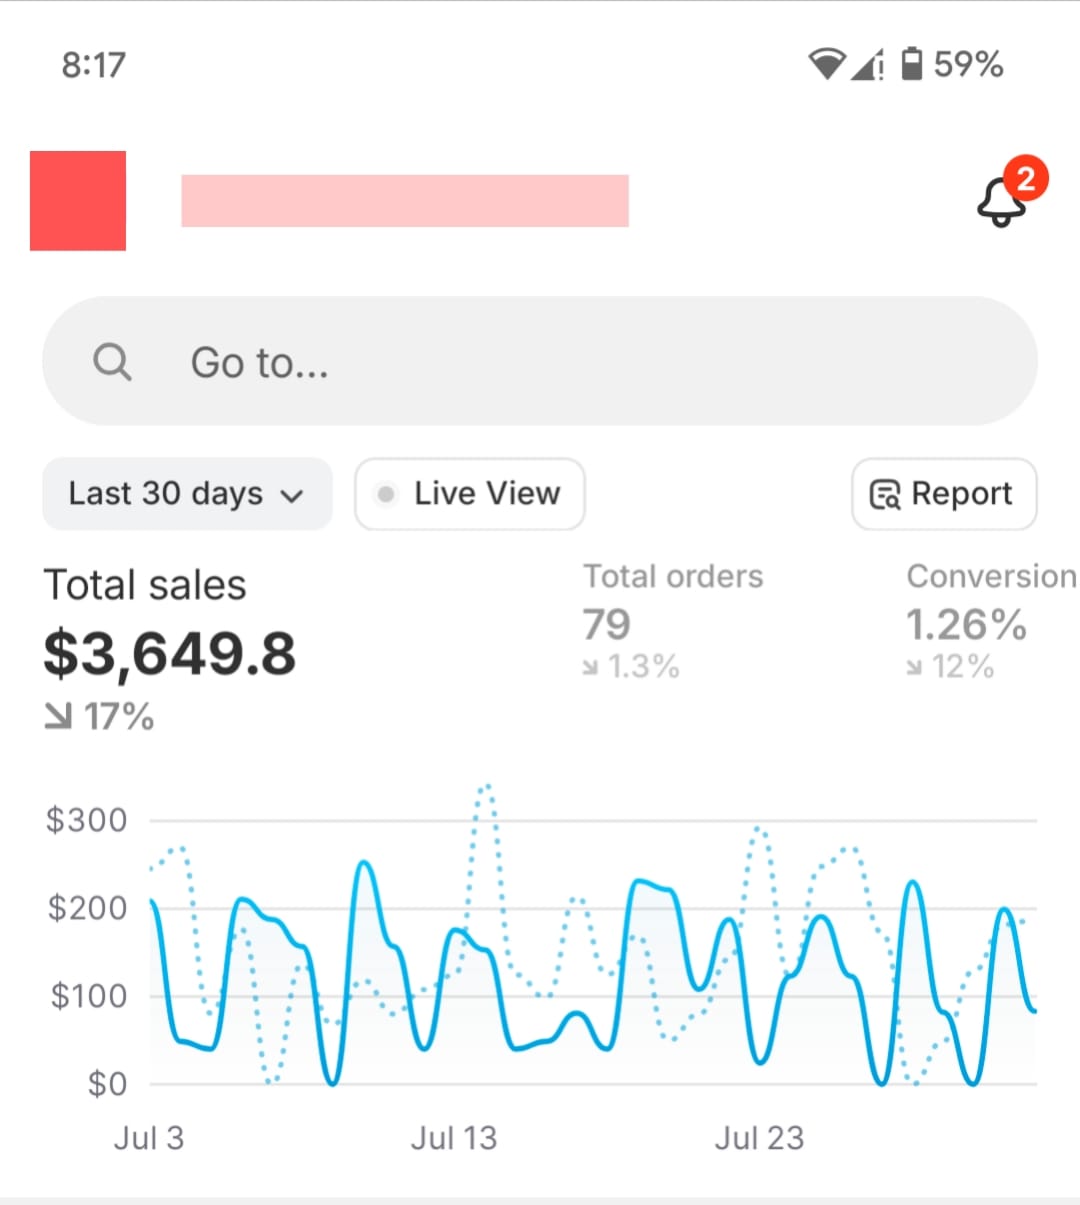 8:17
59%
2
Go to...
Last 30 days
Live View
Report
Total sales
$3,649.8
17%
Total orders
79
1.3%
Conversion
1.26%
12%
$300
$200
$100
$0
Jul 3
Jul 13
Jul 23